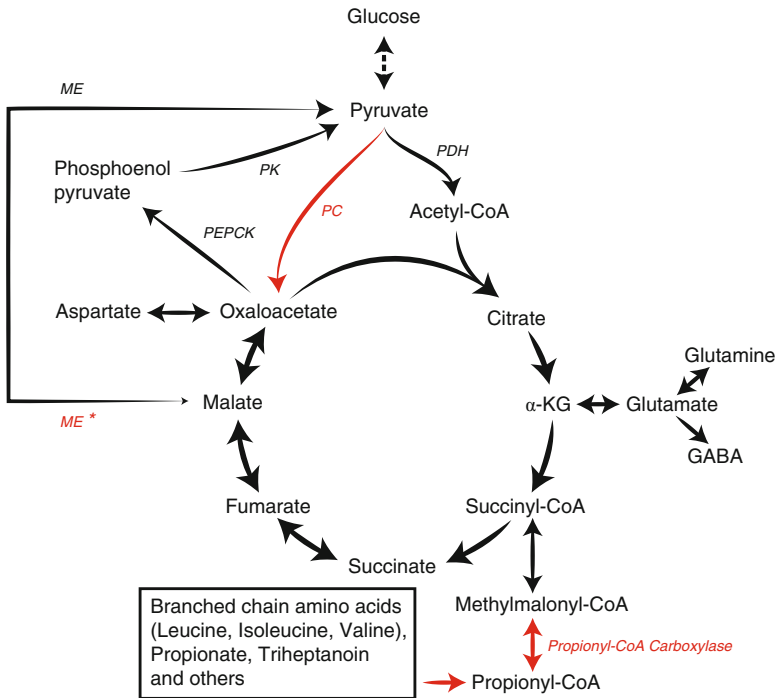 Glucose
ME
Pyruvate
PDH
Phosphoenol
pyruvate
PK
PC
Acetyl-CoA
PEPCK
Aspartate
Oxaloacetate
Citrate
Glutamine
Malate
α-KG
Glutamate
ME *
GABA
Fumarate
Succinyl-CoA
Succinate
Branched chain amino acids
(Leucine, Isoleucine, Valine),
Propionate, Triheptanoin
and others
Methylmalonyl-CoA
Propionyl-CoA Carboxylase
Propionyl-CoA